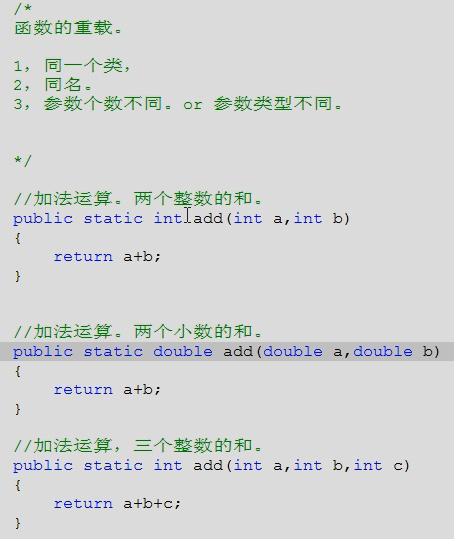 /*
函数的重载。
1, 同一个类,
2, 同名。
3, 参数个数不同。or 参数类型不同。
*/
//加法运算。两个整数的和。
public static int add(int a,int b)
{
return a+b;
}
//加法运算。两个小数的和。
public static double add(double a,double b)
{
return a+b;
}
//加法运算, 三个整数的和。
public static int add(int a,int b,int c)
{
return a+b+c;
}